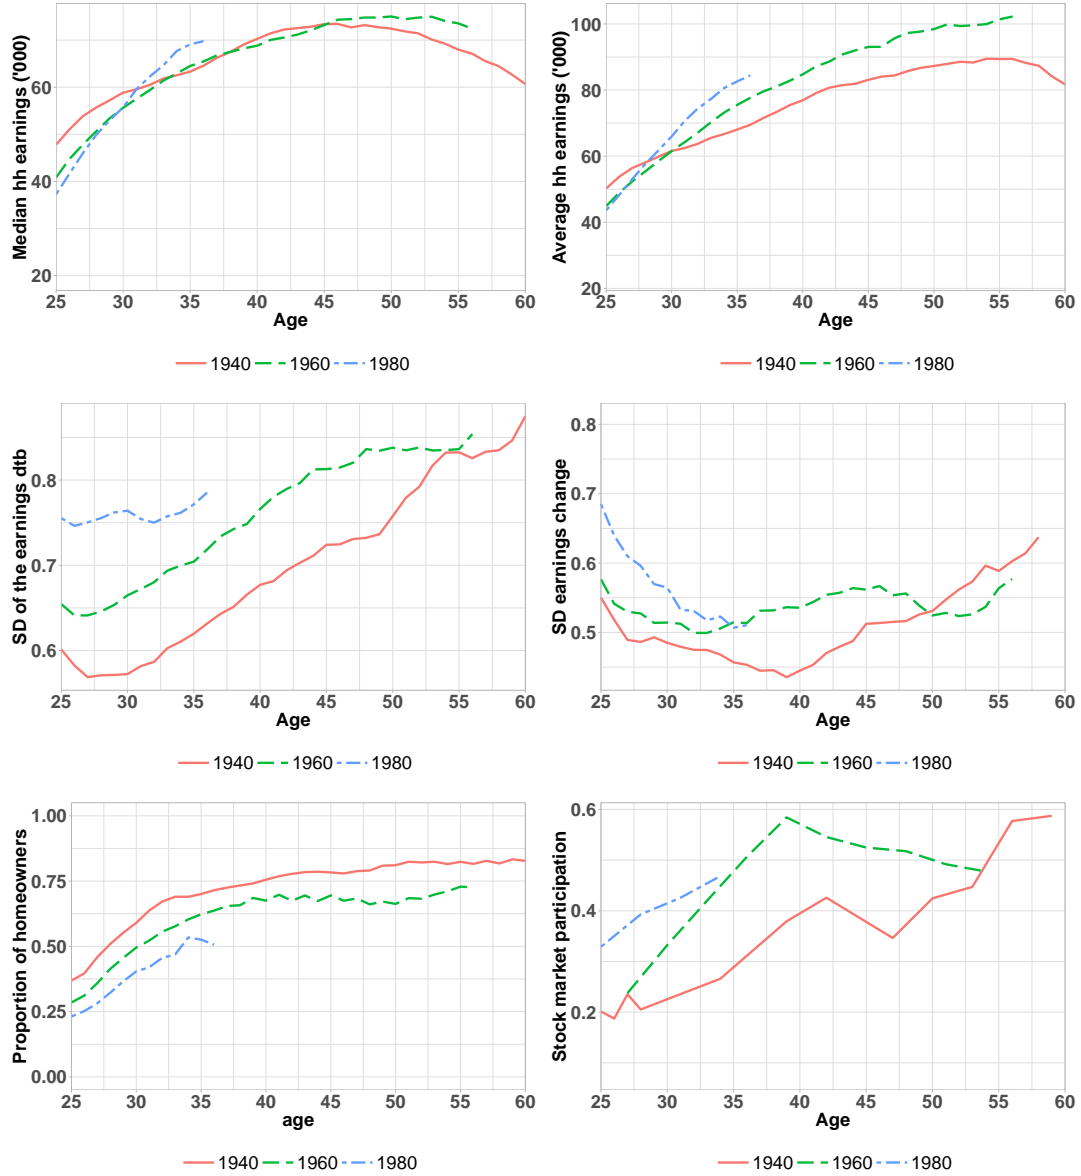 Median hh earnings ('000)
60
40
20
25 30 35 40 45 50 55 60
Age
1940 1960 1980
Average hh earnings ('000)
100
80
60
40
20
25 30 35 40 45 50 55 60
Age
1940 1960 1980
SD of the earnings dtb
0.8
0.7
0.6
25 30 35 40 45 50 55 60
Age
1940 1960 1980
SD earnings change
0.8
0.7
0.6
0.5
25 30 35 40 45 50 55 60
Age
1940 1960 1980
Proportion of homeowners
1.00
0.75
0.50
0.25
0.00
25 30 35 40 45 50 55 60
age
1940 1960 1980
Stock market participation
0.6
0.4
0.2
25 30 35 40 45 50 55 60
Age
1940 1960 1980